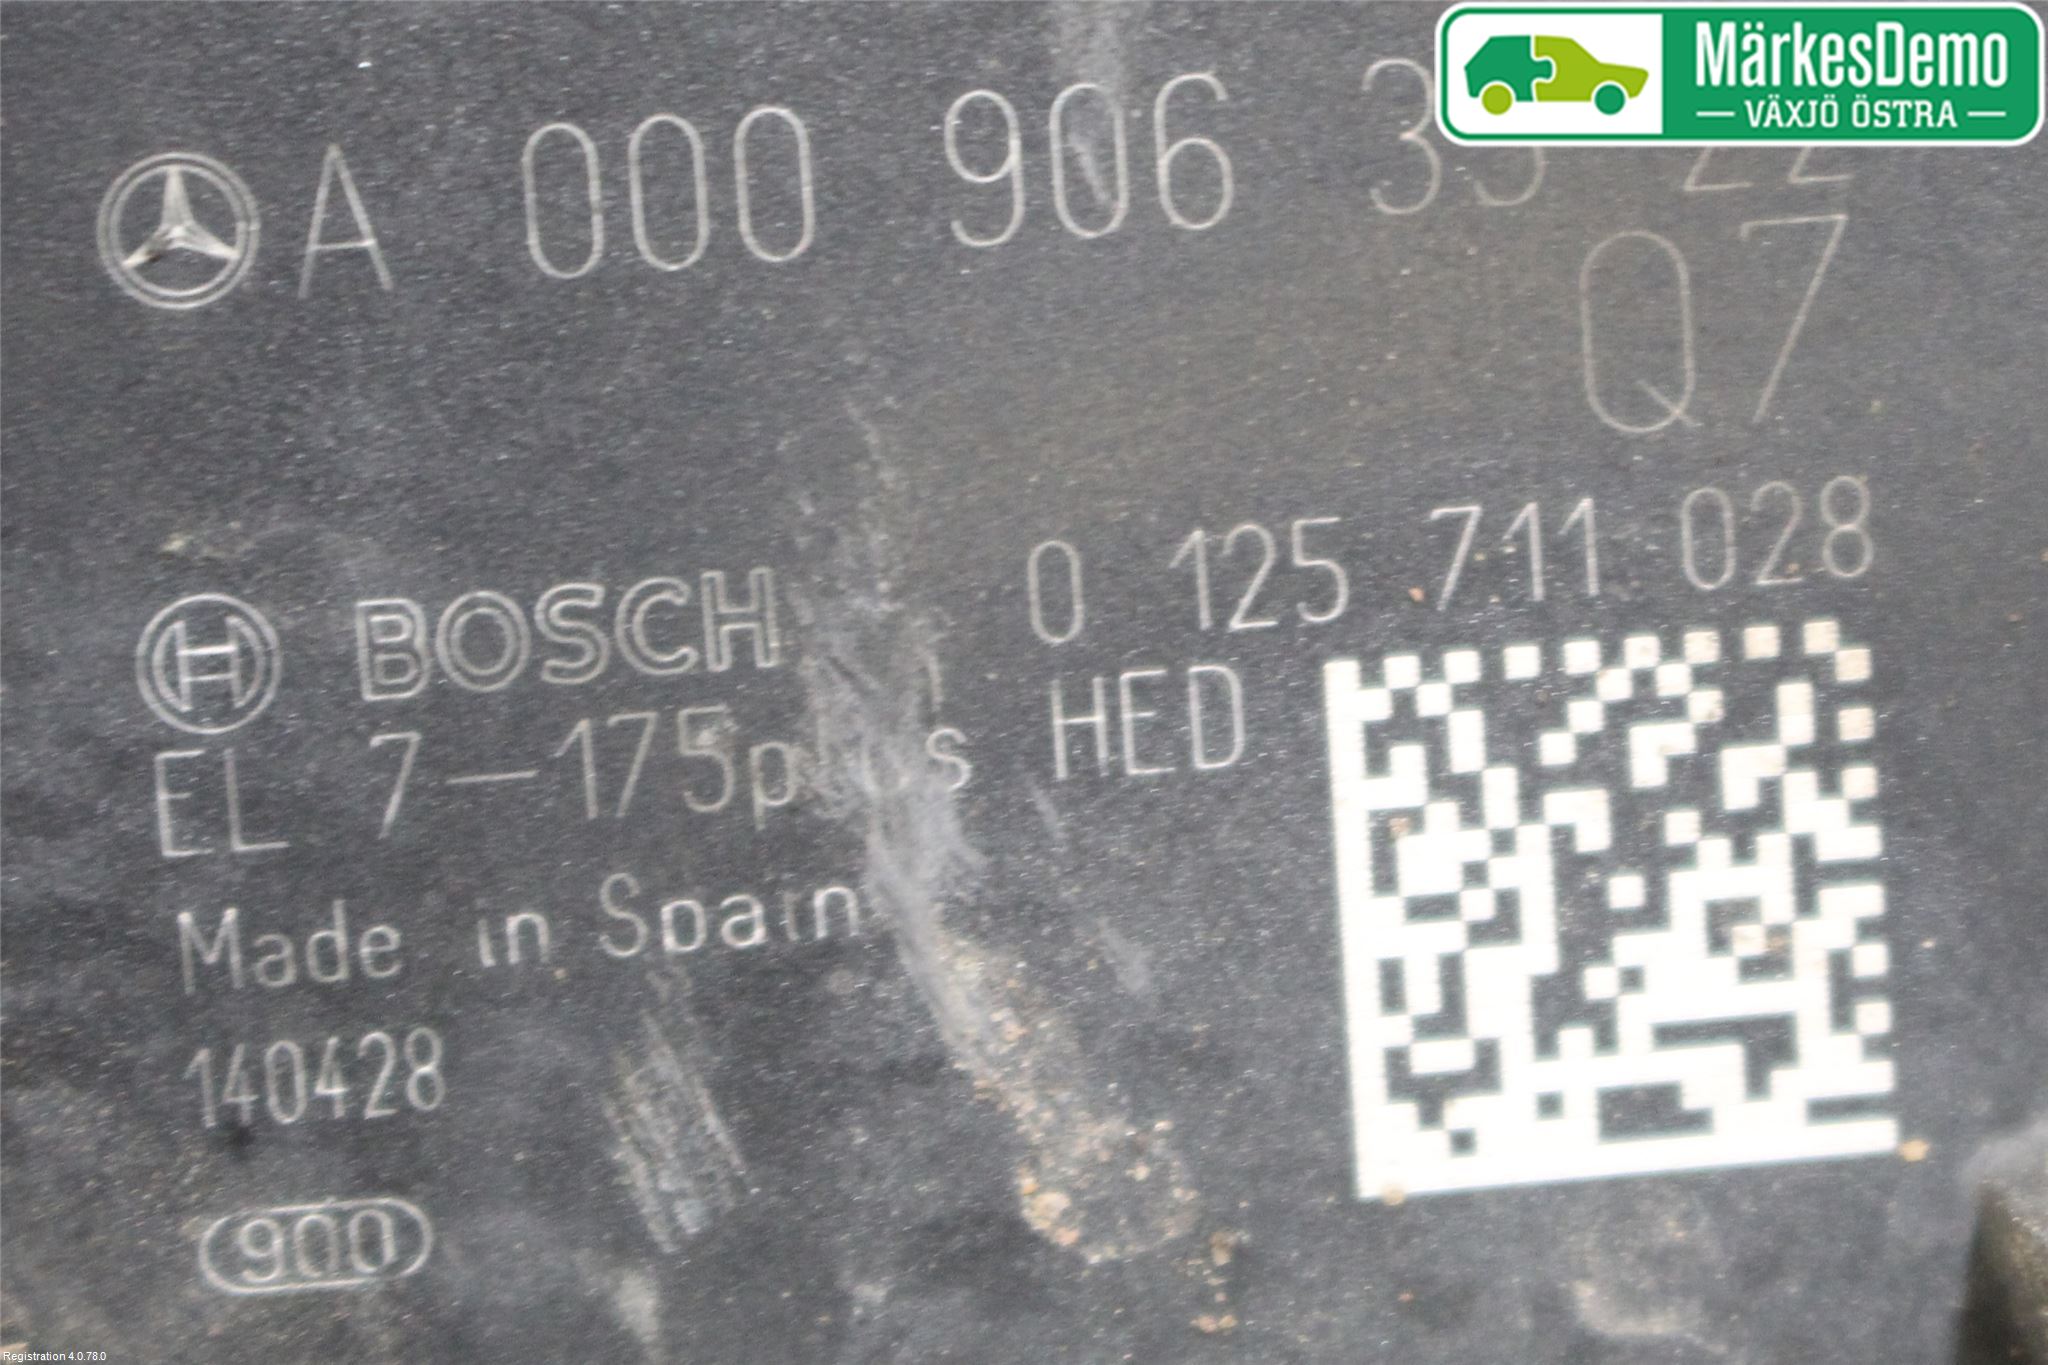 MärkesDemo
VÄXJÖ ÖSTRA
A 000 906
Q7
BOSCH 0 125 711 028
EL 7-175 HED
Made in Spain
140428
900
Registration 4.0.78.0